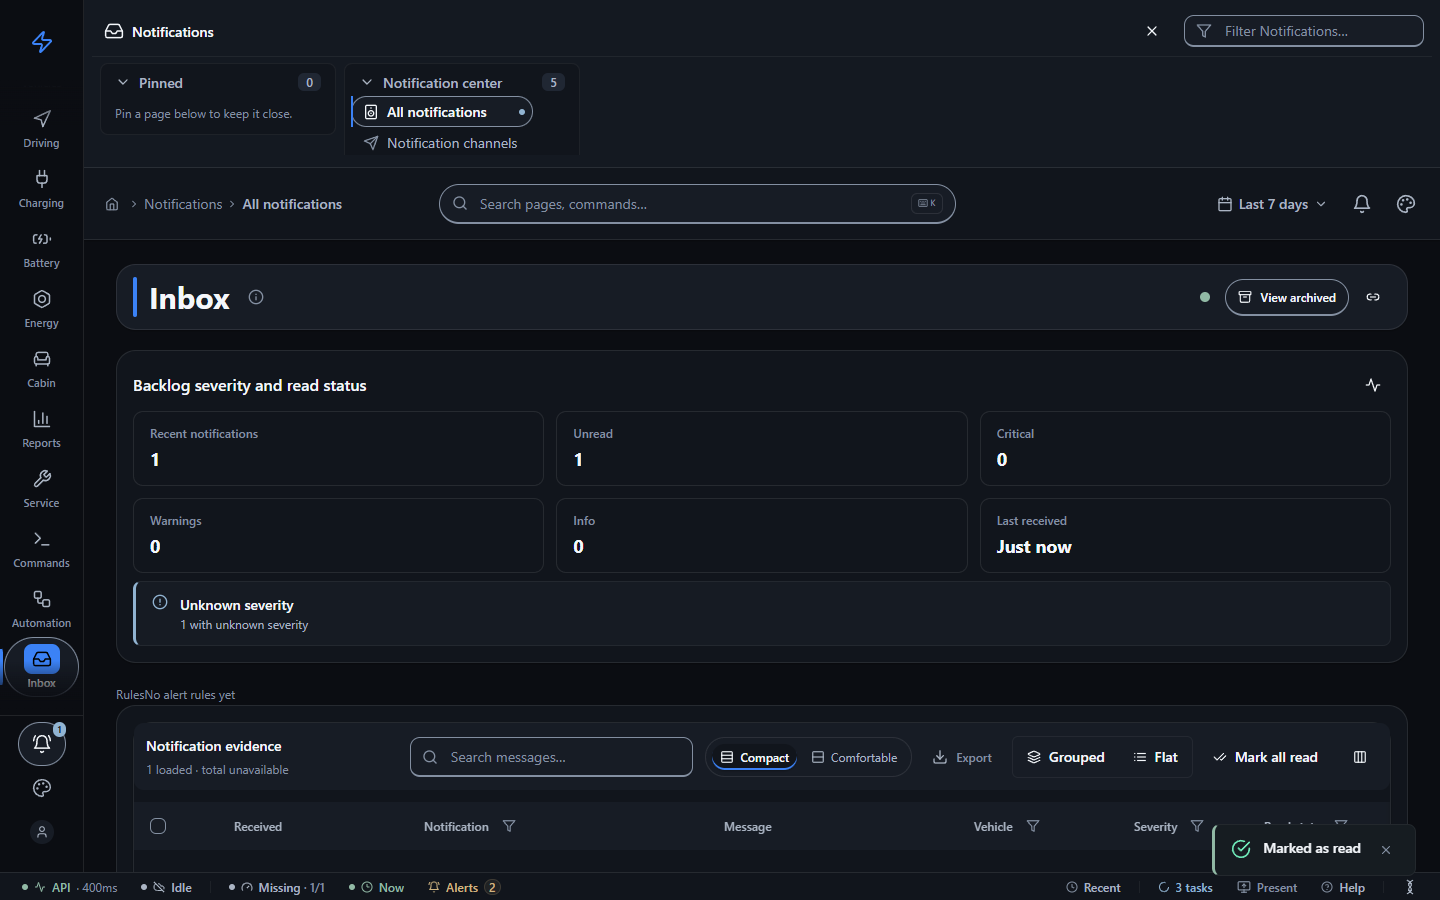 Notifications
Filter Notifications...
Pinned
0
Pin a page below to keep it close.
Notification center
5
All notifications
Notification channels
Driving
Charging
Battery
Energy
Cabin
Reports
Service
Commands
Automation
Inbox
1
Notifications
All notifications
Search pages, commands...
K
Last 7 days
Inbox
View archived
Backlog severity and read status
Recent notifications
1
Unread
1
Critical
0
Warnings
0
Info
0
Last received
Just now
Unknown severity
1 with unknown severity
RulesNo alert rules yet
Notification evidence
1 loaded · total unavailable
Search messages...
Compact
Comfortable
Export
Grouped
Flat
Mark all read
Received
Notification
Message
Vehicle
Severity
Marked as read
API · 400ms
Idle
Missing · 1/1
Now
Alerts 2
Recent
3 tasks
Present
Help